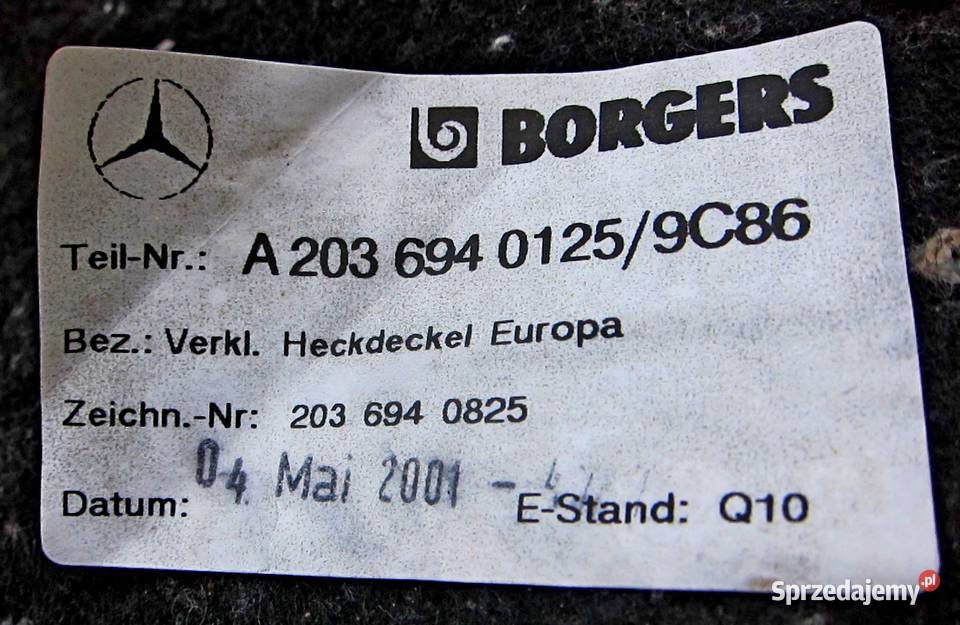 BORGERS
Teil-Nr.: A 203 694 0125/9C86
Bez.: Verkl. Heckdeckel Europa
Zeichn.-Nr: 203 694 0825
04. Mai 2001 -
Datum: E-Stand: Q10
Sprzedajemy.pl